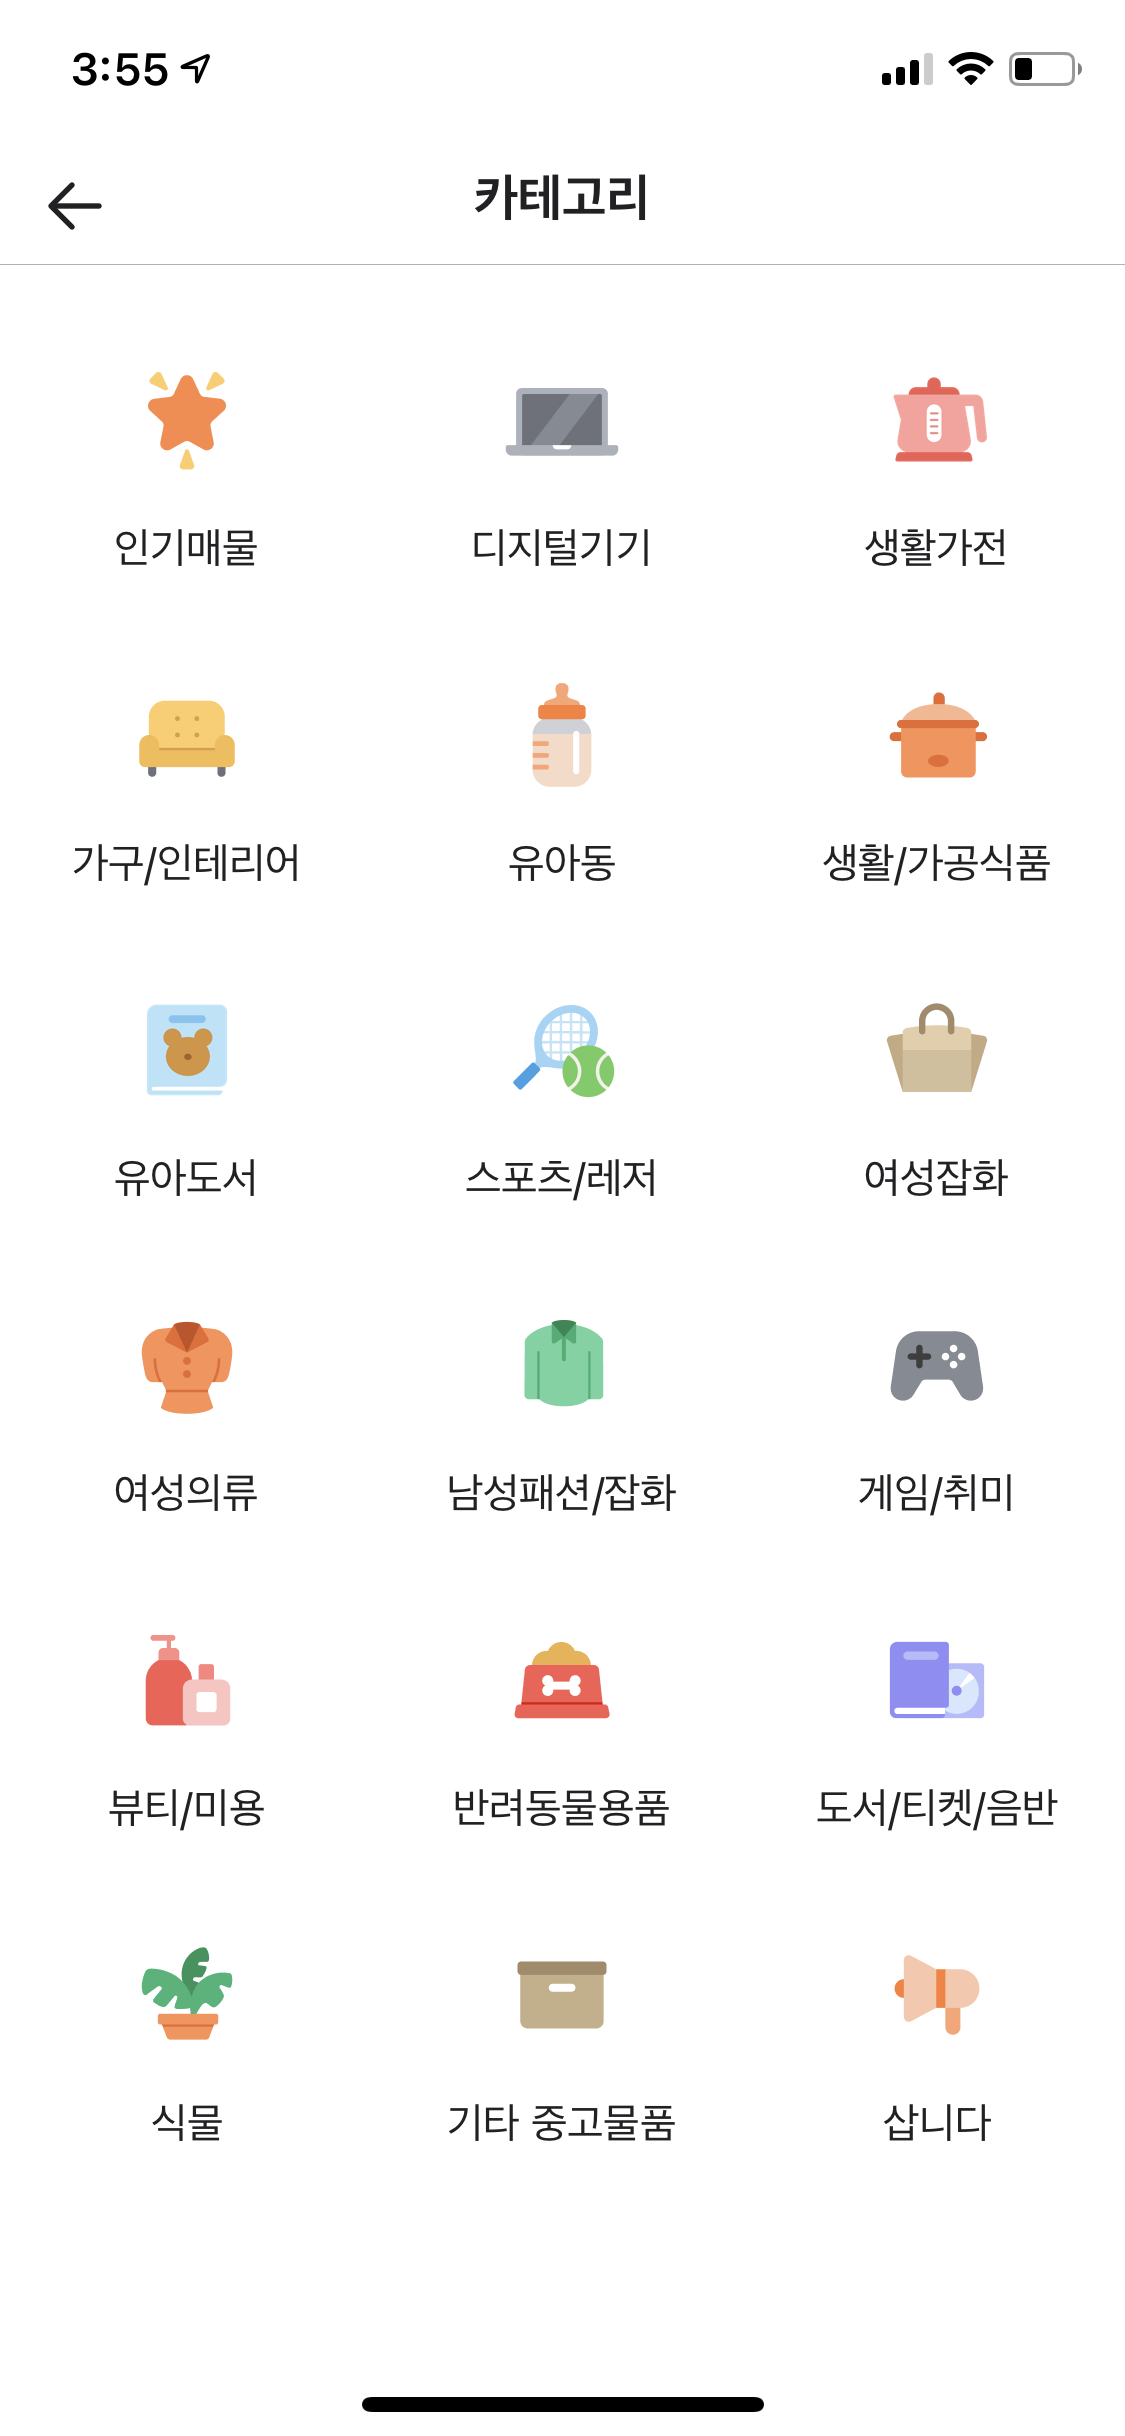 3:55
카테고리
인기매물
디지털기기
생활가전
가구/인테리어
유아동
생활/가공식품
유아도서
스포츠/레저
여성잡화
여성의류
남성패션/잡화
게임/취미
뷰티/미용
반려동물용품
도서/티켓/음반
식물
기타 중고물품
삽니다